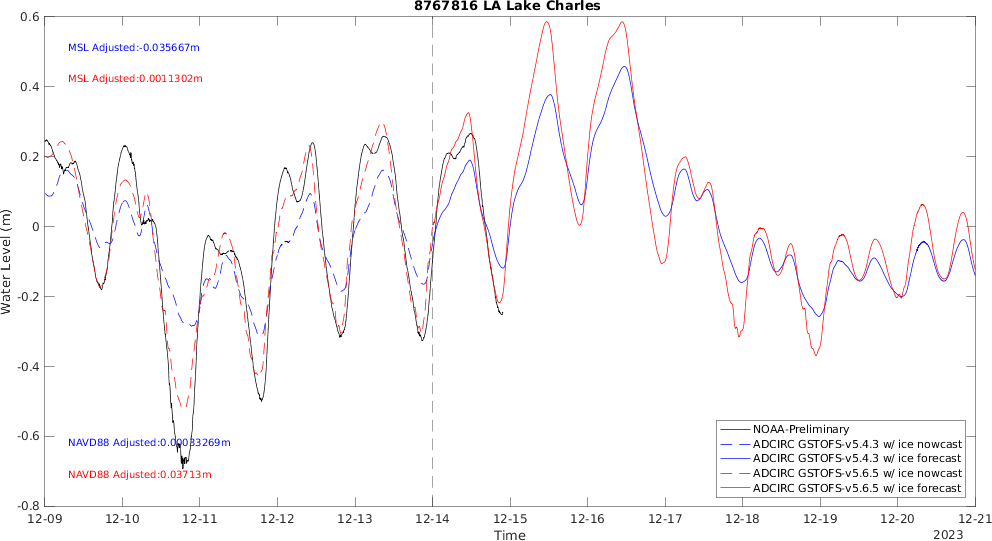 8767816 LA Lake Charles
0.6
MSL Adjusted:-0.035667m
MSL Adjusted:0.0011302m
0.4
0.2
0
-0.2
-0.4
-0.6
-0.8
Water Level (m)
NAVD88 Adjusted:0.00033269m
NAVD88 Adjusted:0.03713m
NOAA-Preliminary
ADCIRC GSTOFS-v5.4.3 w/ ice nowcast
ADCIRC GSTOFS-v5.4.3 w/ ice forecast
ADCIRC GSTOFS-v5.6.5 w/ ice nowcast
ADCIRC GSTOFS-v5.6.5 w/ ice forecast
12-09 12-10 12-11 12-12 12-13 12-14 12-15 12-16 12-17 12-18 12-19 12-20 12-21
Time
2023